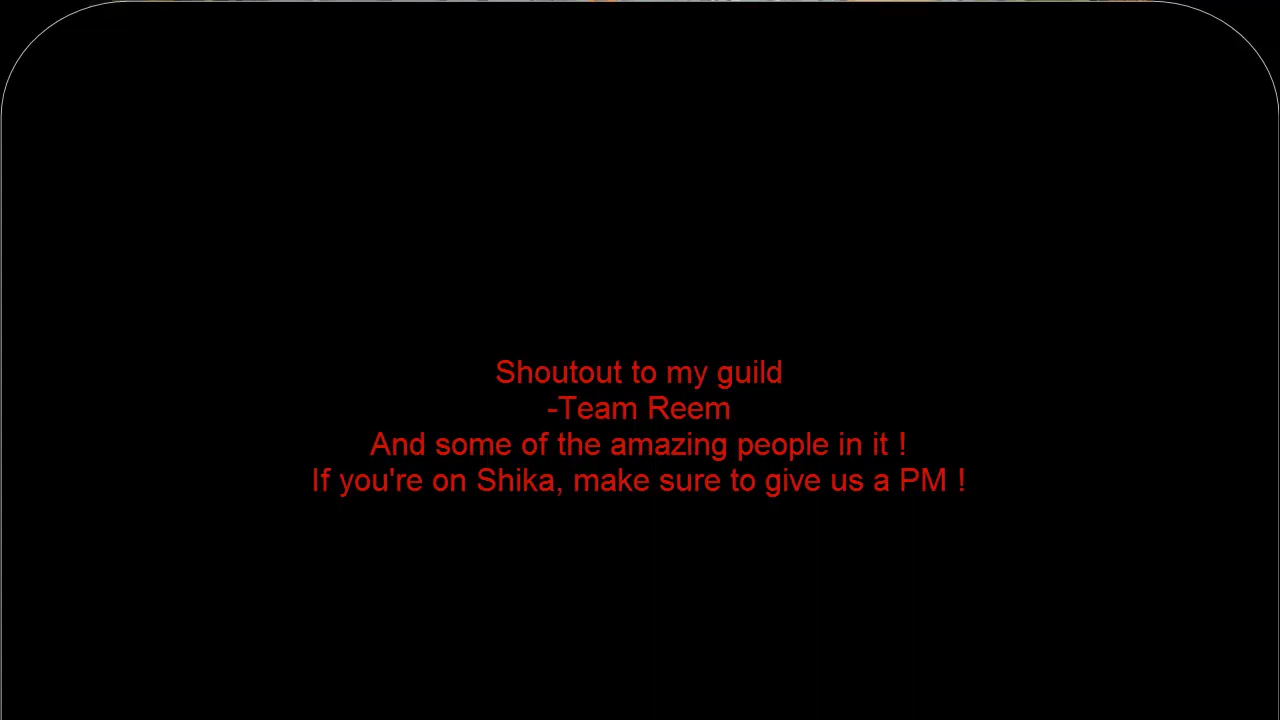 Shoutout to my guild
-Team Reem
And some of the amazing people in it !
If you're on Shika, make sure to give us a PM !